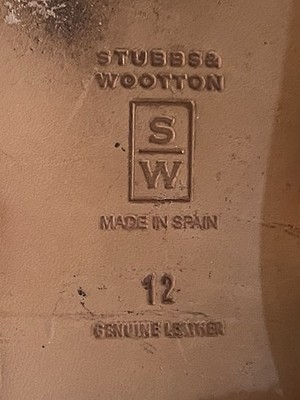 STUBBS&
WOOTTON
S
W
MADE IN SPAIN
12
GENUINE LEATHER